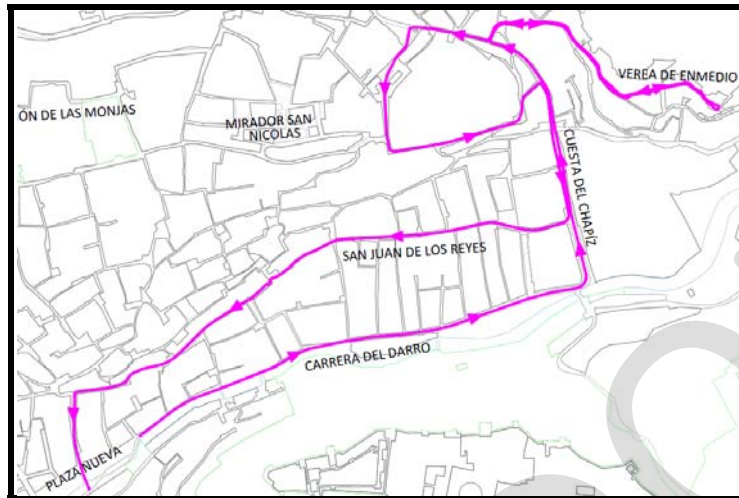 VEREA DE ENMEDIO
ÓN DE LAS MONJAS
MIRADOR SAN
NICOLAS
CUESTA DEL CHAPÍZ
SAN JUAN DE LOS REYES
CARRERA DEL DARRO
PLAZA NUEVA